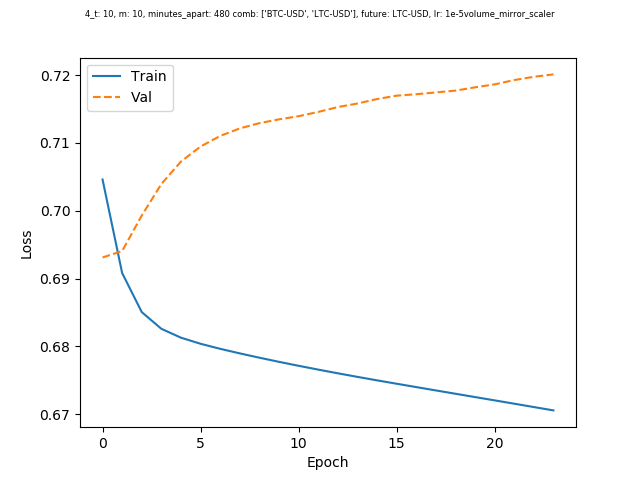 4_t: 10, m: 10, minutes_apart: 480 comb: ['BTC-USD', 'LTC-USD'], future: LTC-USD, lr: 1e-5volume_mirror_scaler
Train
Val
0.72
0.71
0.70
0.69
0.68
0.67
Loss
0 5 10 15 20
Epoch